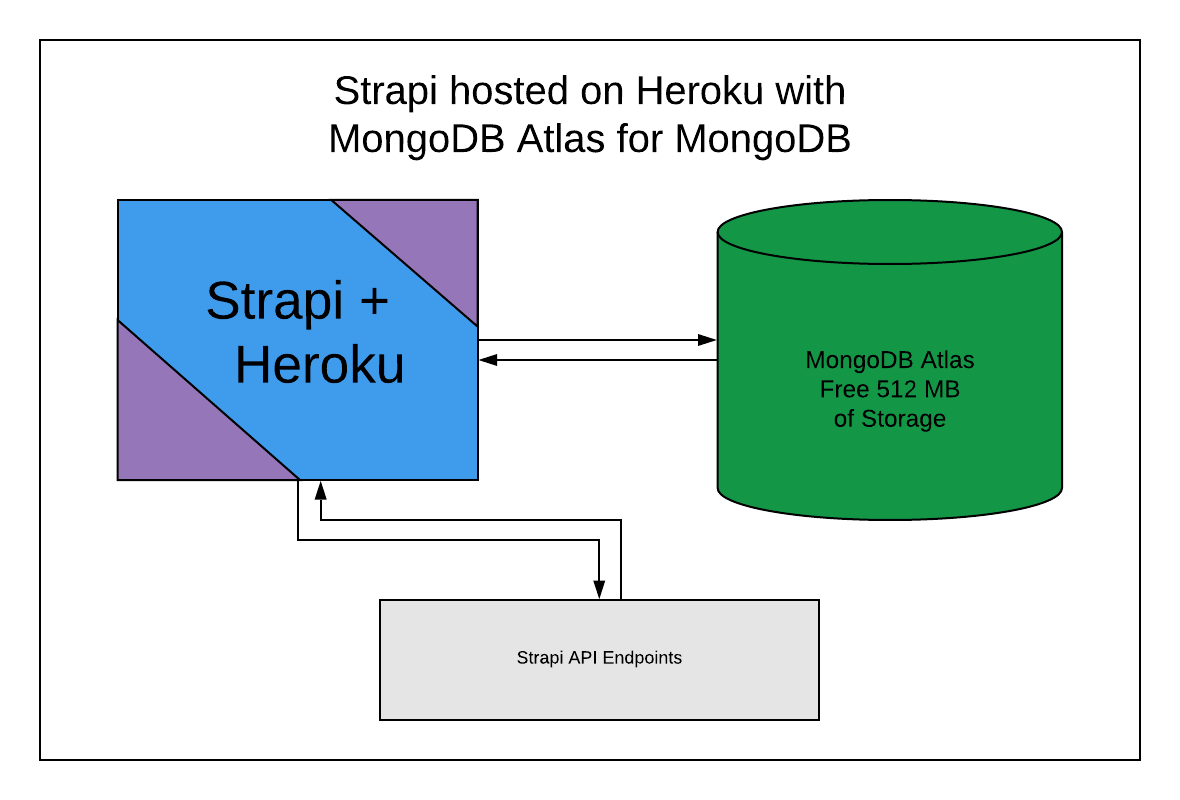 Strapi hosted on Heroku with
MongoDB Atlas for MongoDB
Strapi +
Heroku
MongoDB Atlas
Free 512 MB
of Storage
Strapi API Endpoints